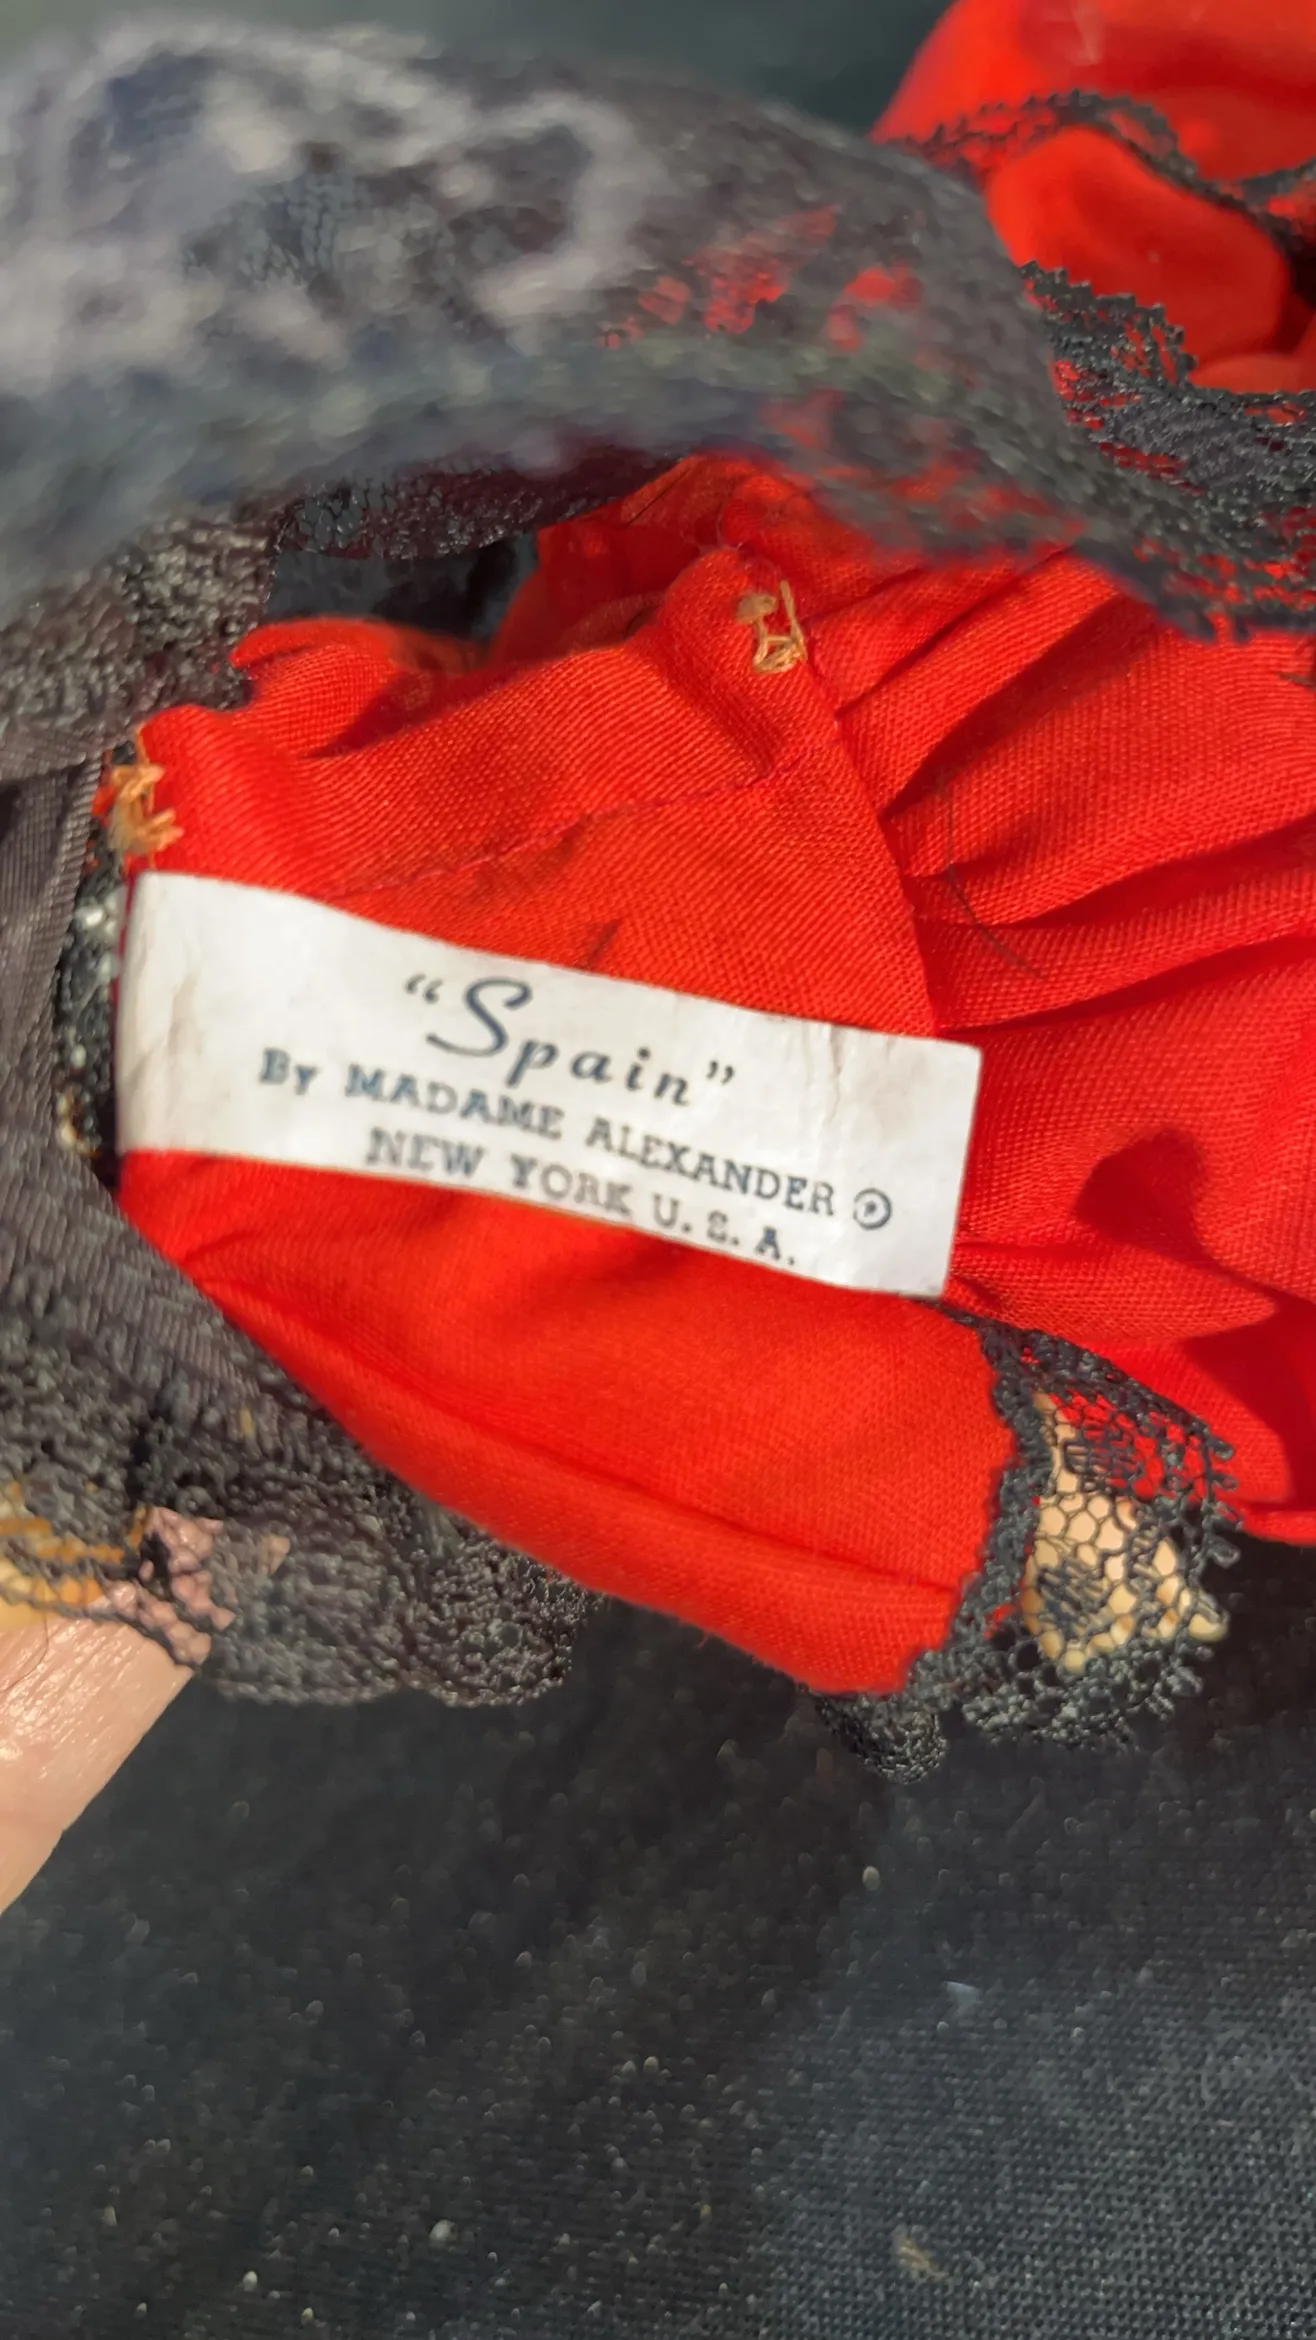 “Spain”
By MADAME ALEXANDER ®
NEW YORK U.S.A.